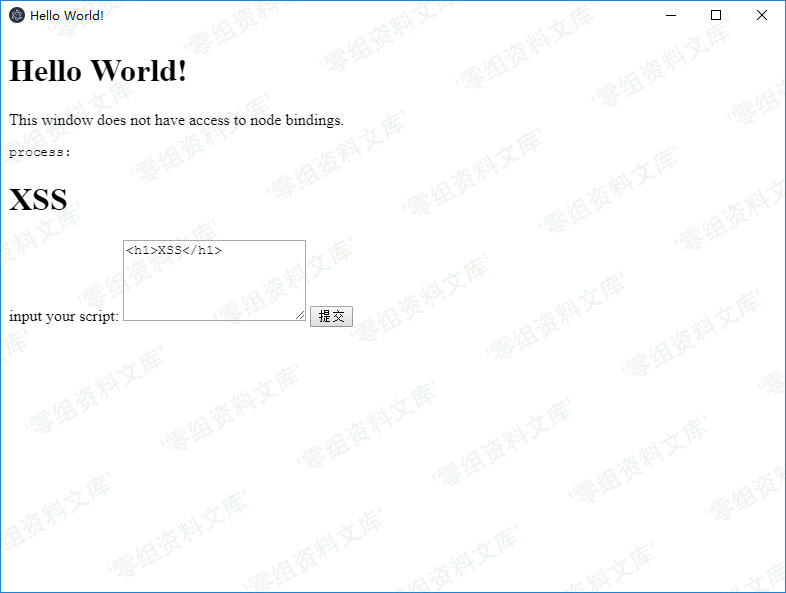 Hello World!
Hello World!
This window does not have access to node bindings.
process:
XSS
<h1>XSS</h1>
input your script:
提交
'零组资料文库'